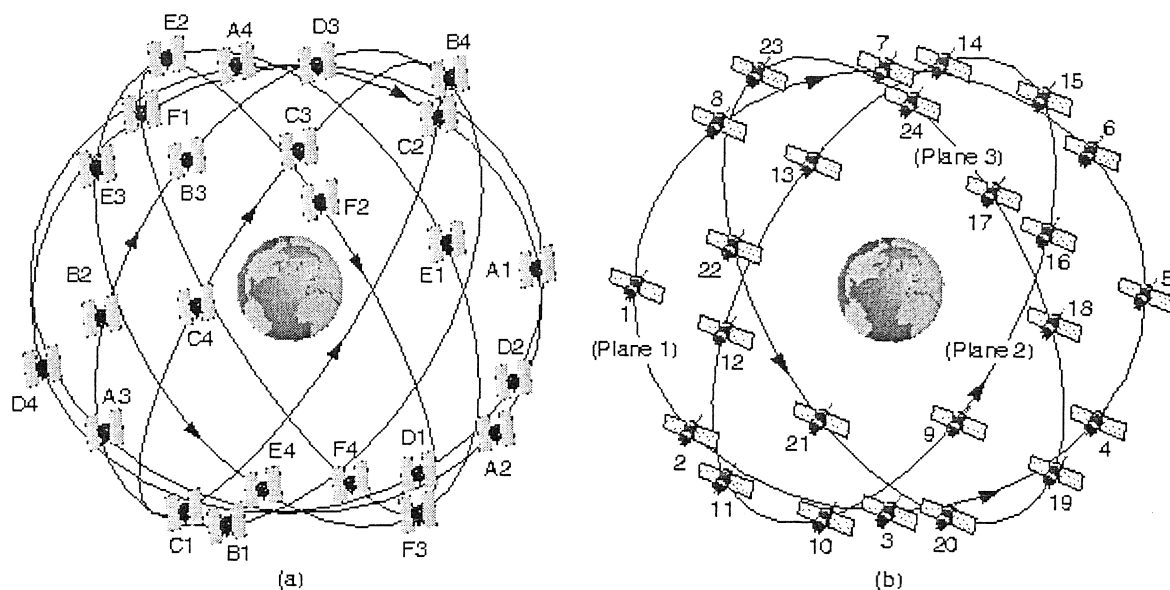 E2
A4
D3
B4
F1
C3
C2
E3
B3
F2
E1
A1
B2
C4
D2
D4
A3
E4
F4
D1
A2
C1
B1
F3
(a)
23
7
14
15
8
24
6
(Plane 3)
13
17
22
16
1
5
18
(Plane 1)
12
(Plane 2)
2
21
9
4
11
19
10
3
20
(b)